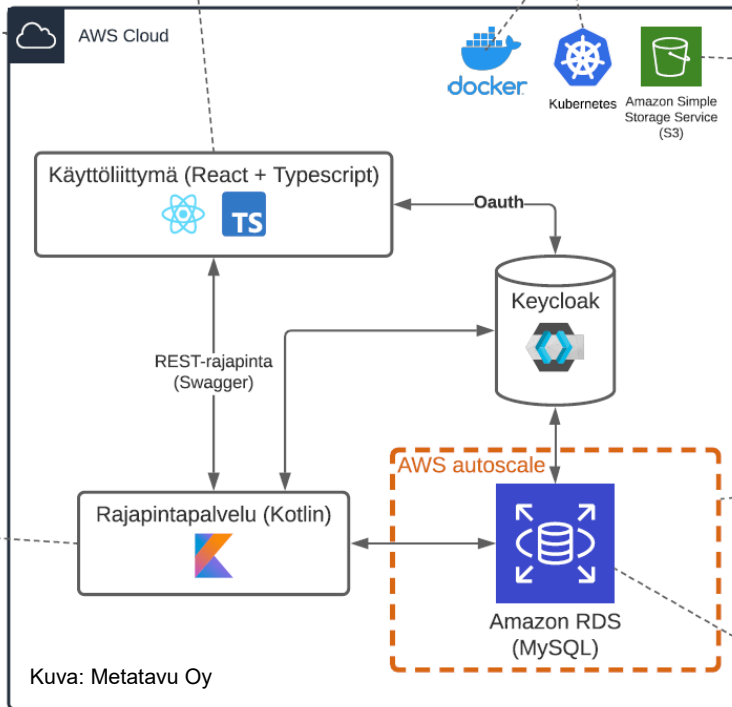 AWS Cloud
docker
Kubernetes
Amazon Simple
Storage Service
(S3)
Käyttöliittymä (React + Typescript)
TS
Oauth
Keycloak
REST-rajapinta
(Swagger)
AWS autoscale
Rajapintapalvelu (Kotlin)
Amazon RDS
(MySQL)
Kuva: Metatavu Oy